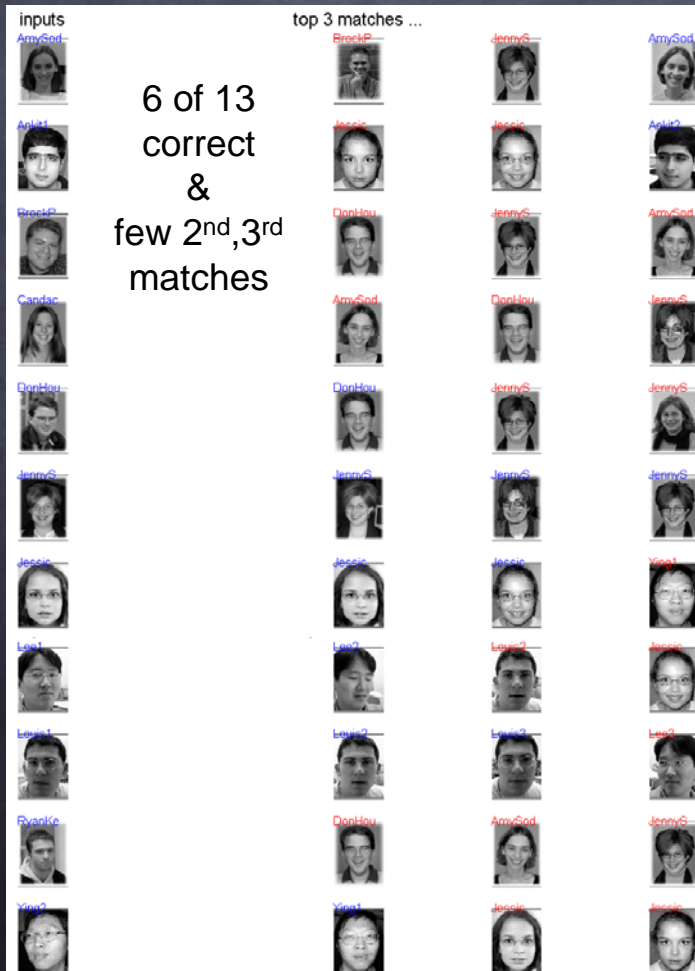 inputs top 3 matches ...
AmySod BrockP JennyS AmySod
6 of 13
correct
&
few 2nd,3rd
matches
Ankit1 Jessic Jessic Ankit2
BrockP DonHou JennyS AmySod
Candac AmySod DonHou JennyS
DonHou DonHou JennyS JennyS
JennyS JennyS JennyS JennyS
Jessic Jessic Jessic Ying1
Lee1 Lee2 Louis2 Jessic
Louis1 Louis2 Louis3 Lee2
RyanKe DonHou AmySod JennyS
Ying2 Ying1 Jessic Jessic